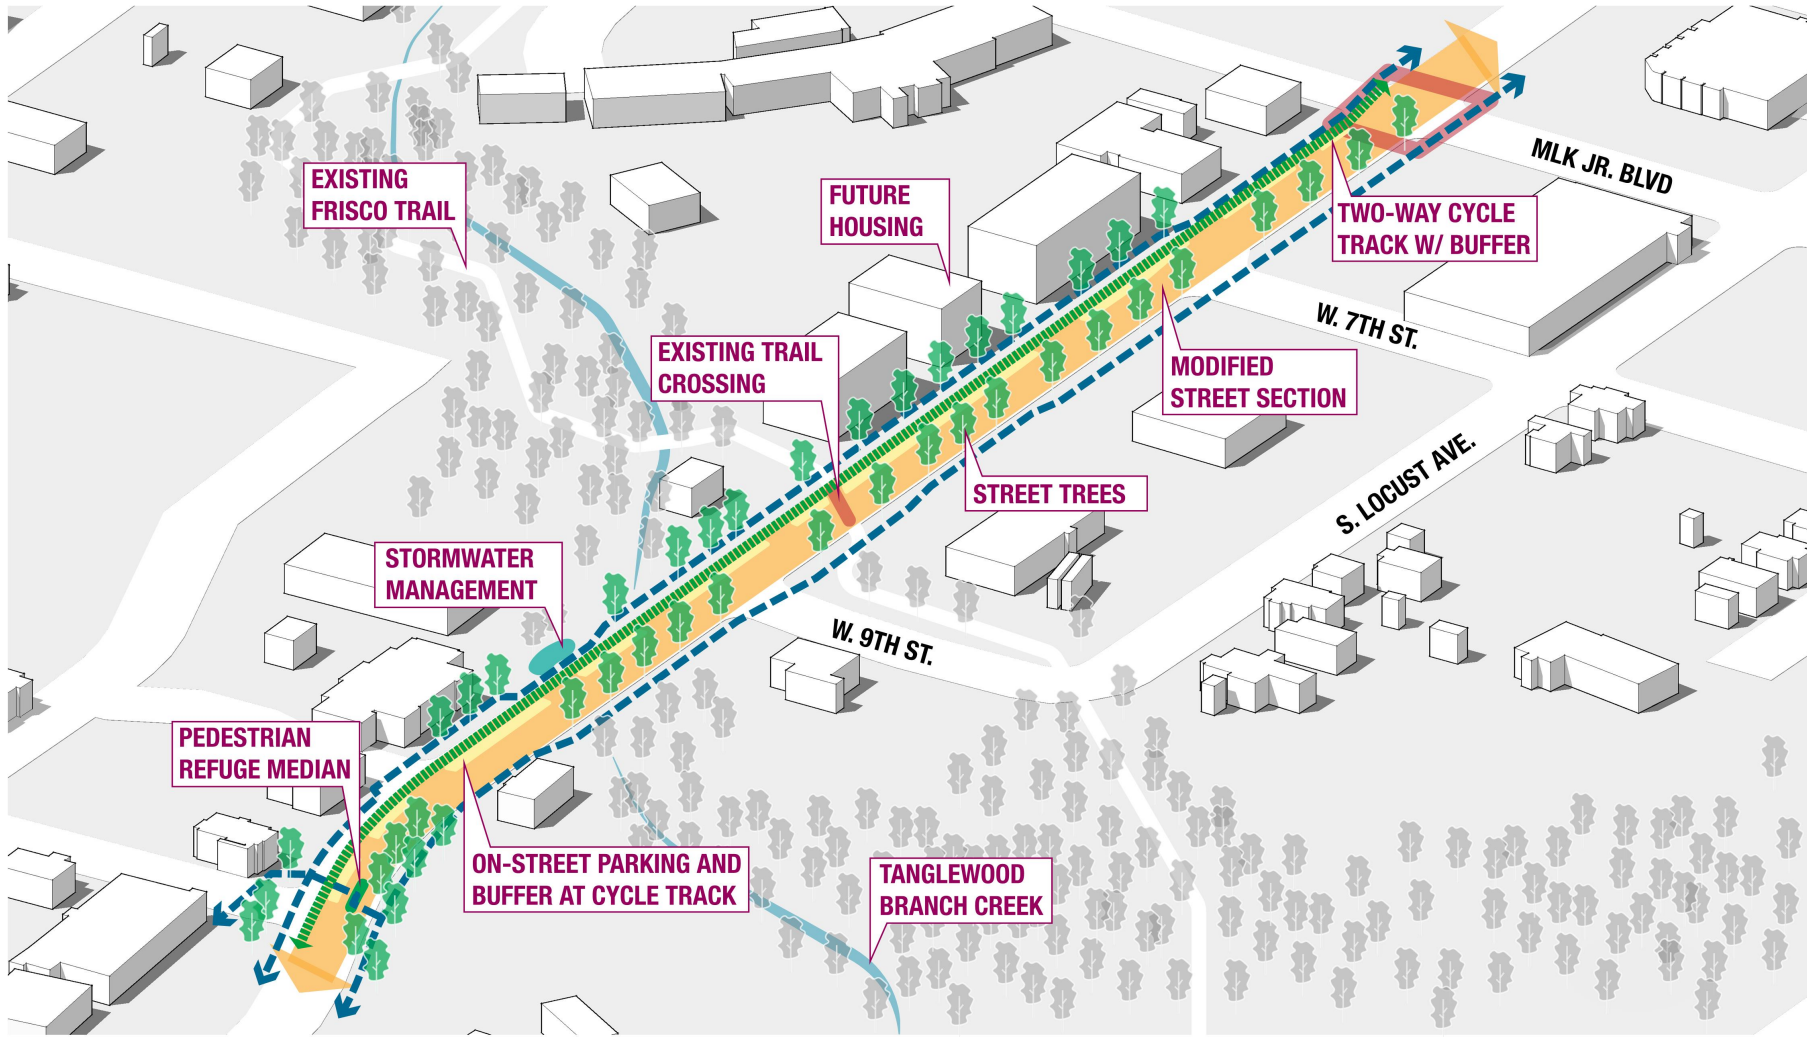 MLK JR. BLVD
EXISTING
FRISCO TRAIL
FUTURE
HOUSING
TWO-WAY CYCLE
TRACK W/ BUFFER
W. 7TH ST.
EXISTING TRAIL
CROSSING
MODIFIED
STREET SECTION
S. LOCUST AVE.
STREET TREES
STORMWATER
MANAGEMENT
W. 9TH ST.
PEDESTRIAN
REFUGE MEDIAN
ON-STREET PARKING AND
BUFFER AT CYCLE TRACK
TANGLEWOOD
BRANCH CREEK